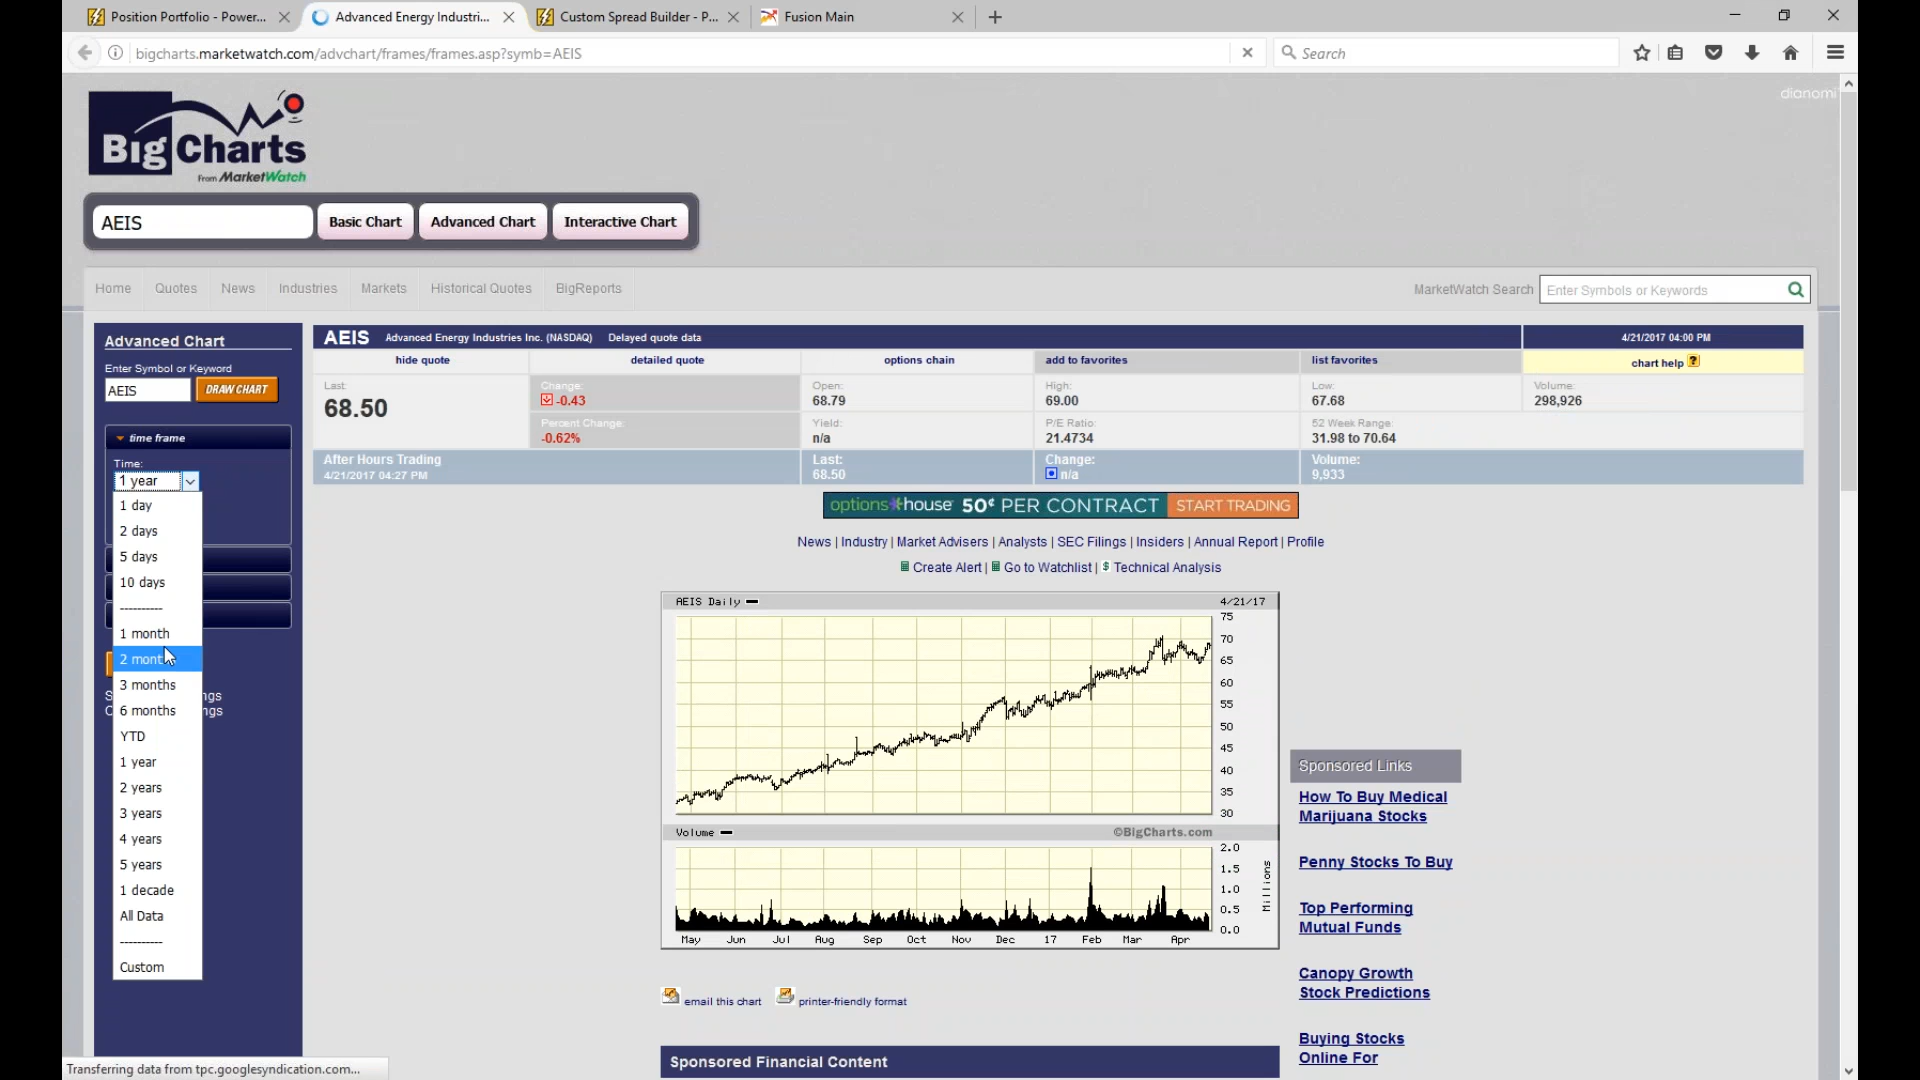 Position Portfolio - Power...
Advanced Energy Industri...
Custom Spread Builder - P...
Fusion Main
bigcharts.marketwatch.com/advchart/frames/frames.asp?symb=AEIS
Search
dianomi
BigCharts
From MarketWatch
AEIS
Basic Chart
Advanced Chart
Interactive Chart
Home
Quotes
News
Industries
Markets
Historical Quotes
BigReports
MarketWatch Search
Enter Symbols or Keywords
Advanced Chart
Enter Symbol or Keyword
AEIS
DRAW CHART
time frame
Time:
1 year
1 day
2 days
5 days
10 days
----------
1 month
3 months
6 months
YTD
1 year
2 years
3 years
4 years
5 years
1 decade
All Data
----------
Custom
AEIS Advanced Energy Industries Inc. (NASDAQ) Delayed quote data
4/21/2017 04:00 PM
hide quote
detailed quote
options chain
add to favorites
list favorites
chart help ?
Last:
68.50
Change:
-0.43
Percent Change:
-0.62%
Open:
68.79
Yield:
n/a
High:
69.00
P/E Ratio:
21.4734
Low:
67.68
52 Week Range:
31.98 to 70.64
Volume:
298,926
After Hours Trading
4/21/2017 04:27 PM
Last:
68.50
Change:
n/a
Volume:
9,933
options house 50¢ PER CONTRACT START TRADING
News | Industry | Market Advisers | Analysts | SEC Filings | Insiders | Annual Report | Profile
Create Alert | Go to Watchlist | $ Technical Analysis
AEIS Daily
4/21/17
75
70
65
60
55
50
45
40
35
30
Volume
©BigCharts.com
2.0
1.5
1.0
0.5
0.0
Millions
May Jun Jul Aug Sep Oct Nov Dec 17 Feb Mar Apr
email this chart
printer-friendly format
Sponsored Financial Content
Sponsored Links
How To Buy Medical
Marijuana Stocks
Penny Stocks To Buy
Top Performing
Mutual Funds
Canopy Growth
Stock Predictions
Buying Stocks
Online For
Transferring data from tpc.googlesyndication.com...